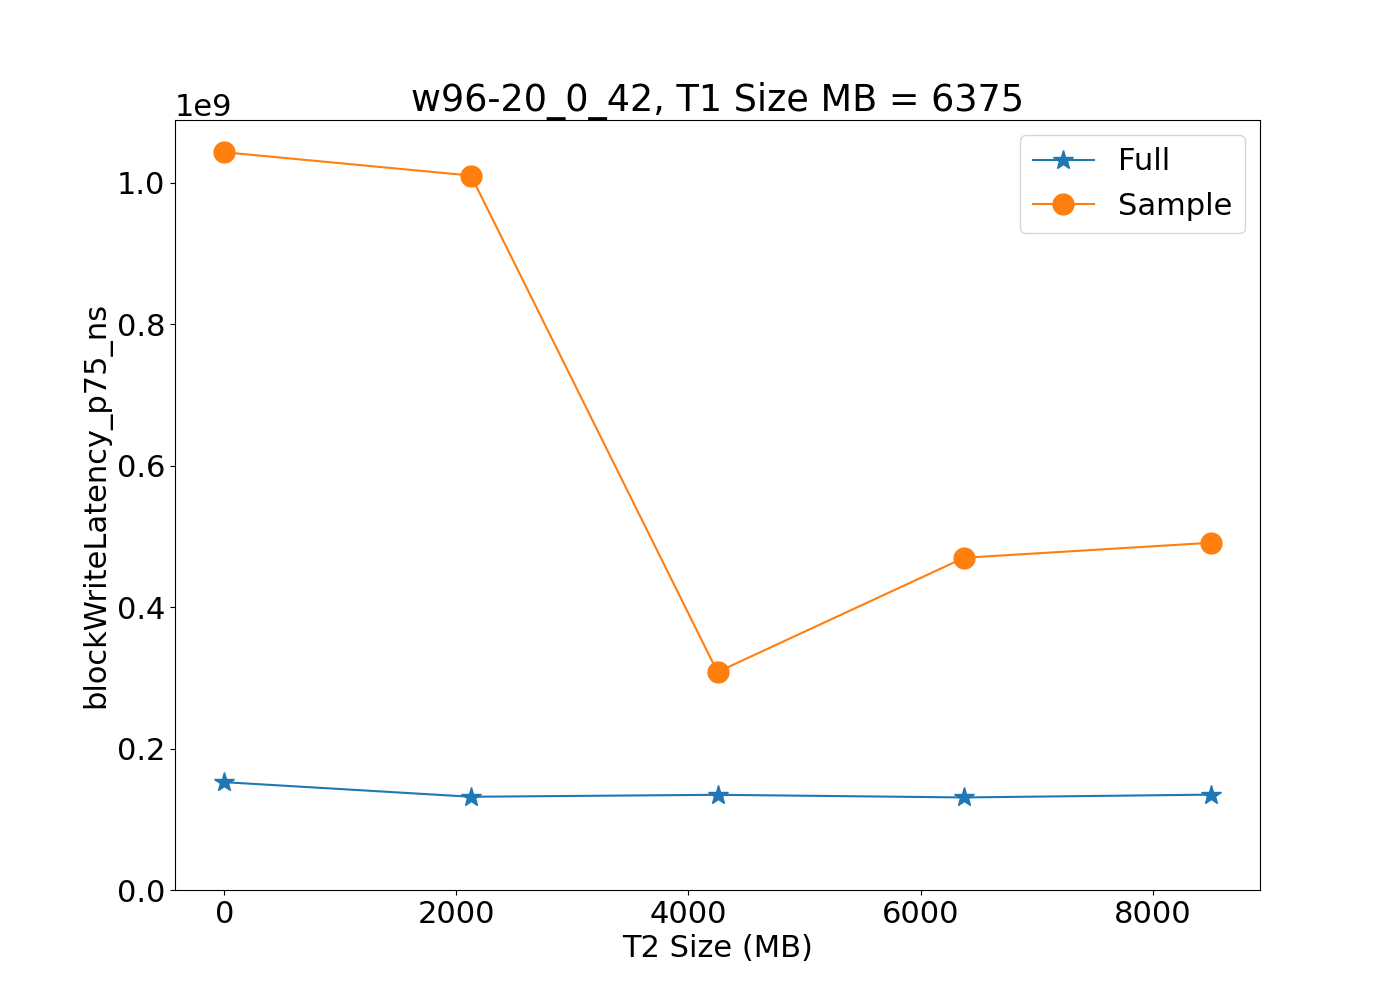 w96-20_0_42, T1 Size MB = 6375
1e9
Full
Sample
1.0
0.8
0.6
0.4
0.2
0.0
blockWriteLatency_p75_ns
0 2000 4000 6000 8000
T2 Size (MB)